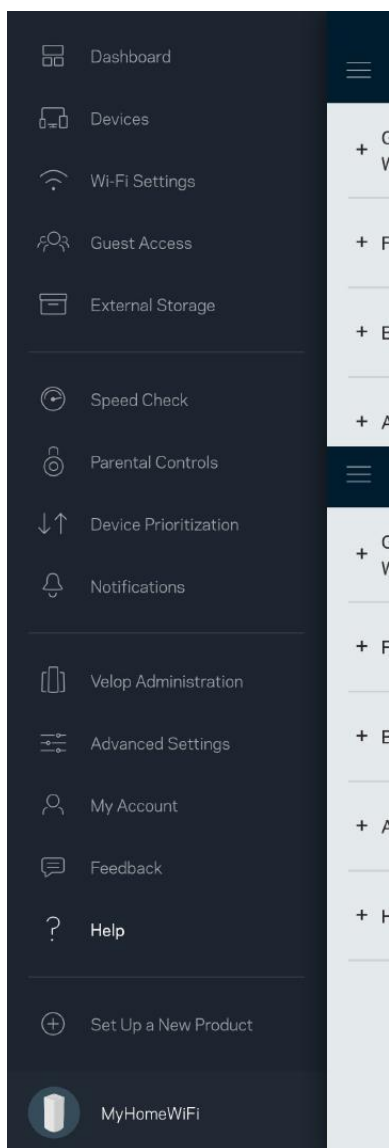 Dashboard
Devices
Wi-Fi Settings
Guest Access
External Storage
Speed Check
Parental Controls
Device Prioritization
Notifications
Velop Administration
Advanced Settings
My Account
Feedback
Help
Set Up a New Product
MyHomeWiFi